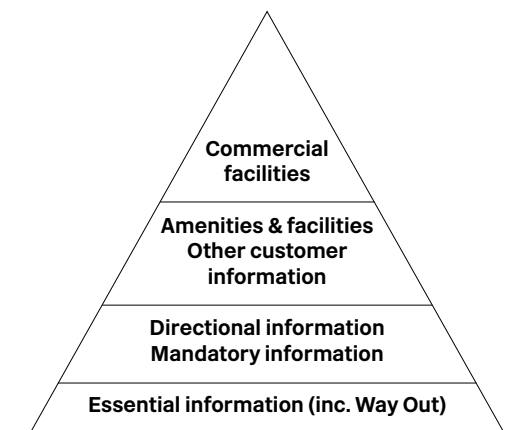 Commercial
facilities
Amenities & facilities
Other customer
information
Directional information
Mandatory information
Essential information (inc. Way Out)